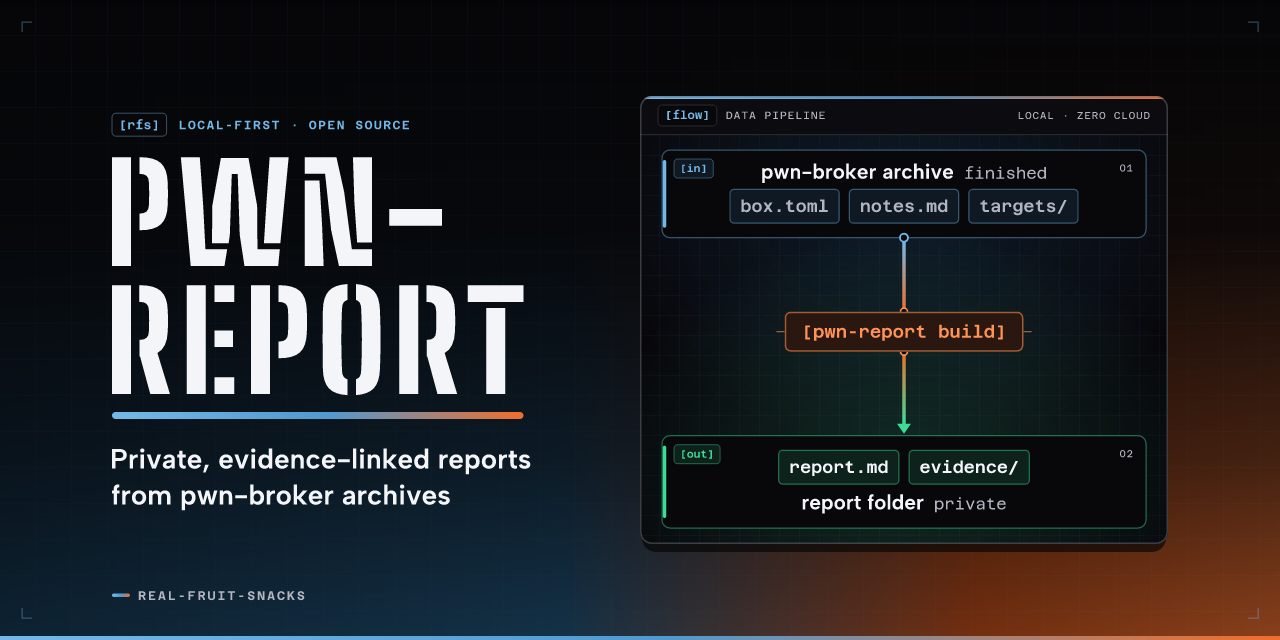 [rfs] LOCAL-FIRST · OPEN SOURCE
PWN-
REPORT
Private, evidence-linked reports
from pwn-broker archives
REAL-FRUIT-SNACKS
[flow] DATA PIPELINE LOCAL · ZERO CLOUD
[in] pwn-broker archive finished 01
box.toml notes.md targets/
[pwn-report build]
[out] report.md evidence/ 02
report folder private